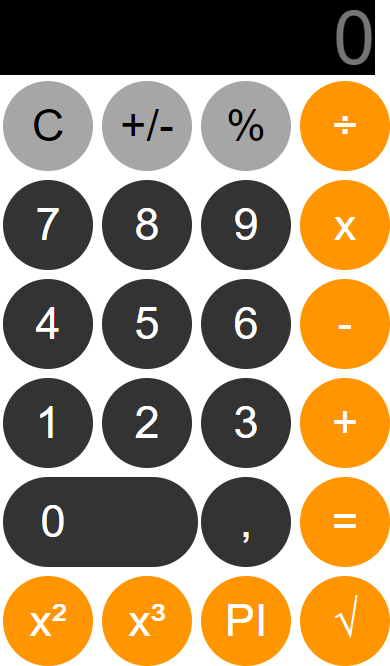 0
C +/- % ÷
7 8 9 x
4 5 6 -
1 2 3 +
0 , =
x² x³ PI √